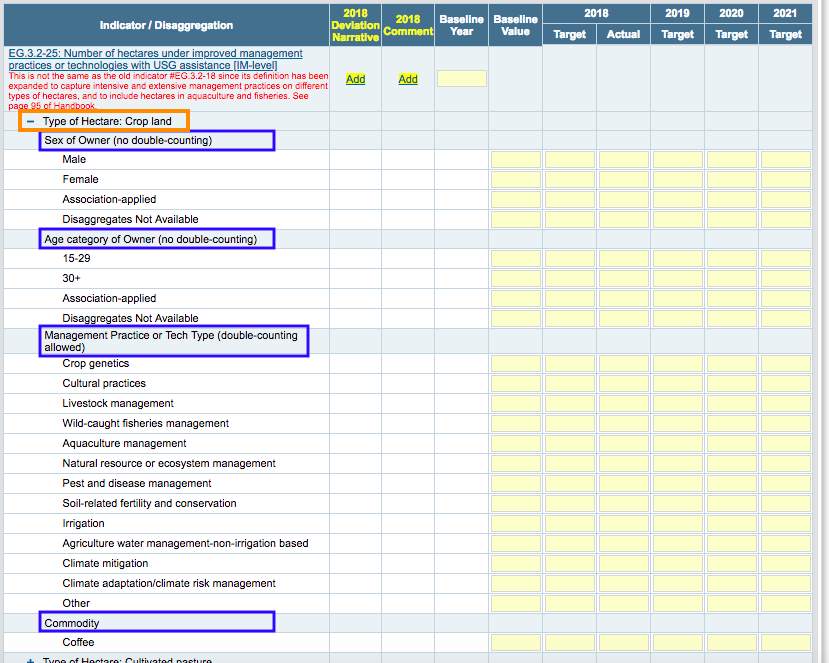 Indicator / Disaggregation
2018 Deviation Narrative
2018 Comment
Baseline Year
Baseline Value
2018
2019
2020
2021
Target
Actual
Target
Target
Target
EG.3.2-25: Number of hectares under improved management
practices or technologies with USG assistance [IM-level]
This is not the same as the old indicator #EG.3.2-18 since its definition has been
expanded to capture intensive and extensive management practices on different
types of hectares, and to include hectares in aquaculture and fisheries. See
page 95 of Handbook.
Add
Add
− Type of Hectare: Crop land
Sex of Owner (no double-counting)
Male
Female
Association-applied
Disaggregates Not Available
Age category of Owner (no double-counting)
15-29
30+
Association-applied
Disaggregates Not Available
Management Practice or Tech Type (double-counting
allowed)
Crop genetics
Cultural practices
Livestock management
Wild-caught fisheries management
Aquaculture management
Natural resource or ecosystem management
Pest and disease management
Soil-related fertility and conservation
Irrigation
Agriculture water management-non-irrigation based
Climate mitigation
Climate adaptation/climate risk management
Other
Commodity
Coffee
+ Type of Hectare: Cultivated pasture